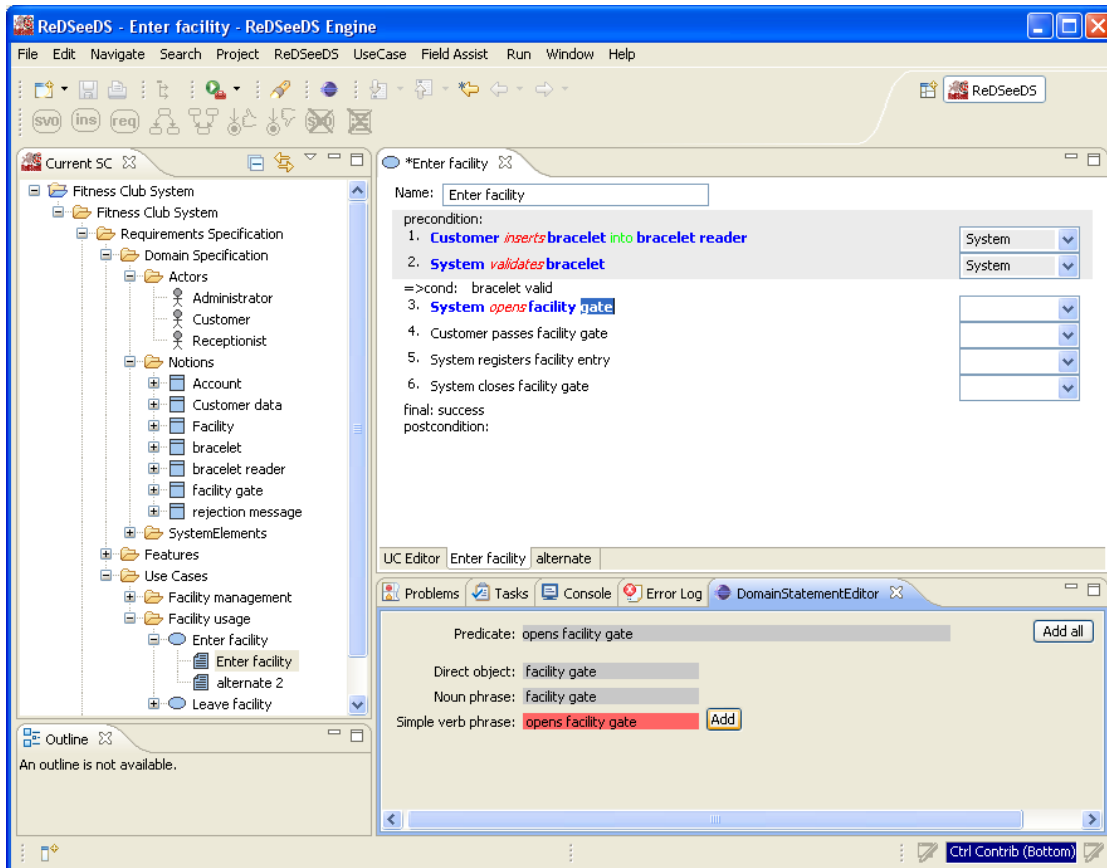 ReDSeeDS - Enter facility - ReDSeeDS Engine
File Edit Navigate Search Project ReDSeeDS UseCase Field Assist Run Window Help
ReDSeeDS
svo ins req svo
Current SC
Fitness Club System
Fitness Club System
Requirements Specification
Domain Specification
Actors
Administrator
Customer
Receptionist
Notions
Account
Customer data
Facility
bracelet
bracelet reader
facility gate
rejection message
SystemElements
Features
Use Cases
Facility management
Facility usage
Enter facility
Enter facility
alternate 2
Leave facility
Outline
An outline is not available.
*Enter facility
Name: Enter facility
precondition:
1. Customer inserts bracelet into bracelet reader System
2. System validates bracelet System
=>cond: bracelet valid
3. System opens facility gate
4. Customer passes facility gate
5. System registers facility entry
6. System closes facility gate
final: success
postcondition:
UC Editor Enter facility alternate
Problems Tasks Console Error Log DomainStatementEditor
Predicate: opens facility gate Add all
Direct object: facility gate
Noun phrase: facility gate
Simple verb phrase: opens facility gate Add
Ctrl Contrib (Bottom)